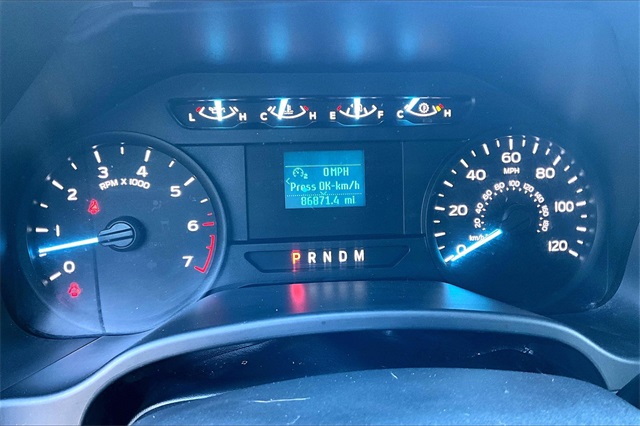 L H C H E F C H
0 1 2 3 4 5 6 7
RPM X 1000
0 MPH
Press OK-km/h
86871.4 mi
P R N D M
0 20 40 60 80 100 120
MPH
km/h